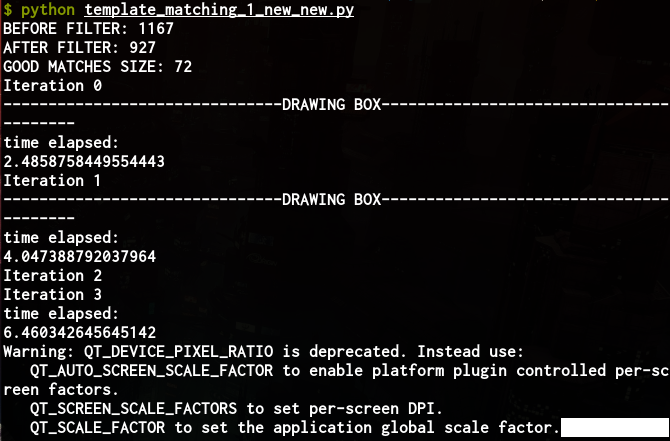 $ python template_matching_1_new_new.py
BEFORE FILTER: 1167
AFTER FILTER: 927
GOOD MATCHES SIZE: 72
Iteration 0
-------------------------------DRAWING BOX--------------------------------
--------
time elapsed:
2.4858758449554443
Iteration 1
-------------------------------DRAWING BOX--------------------------------
--------
time elapsed:
4.047388792037964
Iteration 2
Iteration 3
time elapsed:
6.460342645645142
Warning: QT_DEVICE_PIXEL_RATIO is deprecated. Instead use:
   QT_AUTO_SCREEN_SCALE_FACTOR to enable platform plugin controlled per-sc
reen factors.
   QT_SCREEN_SCALE_FACTORS to set per-screen DPI.
   QT_SCALE_FACTOR to set the application global scale factor.